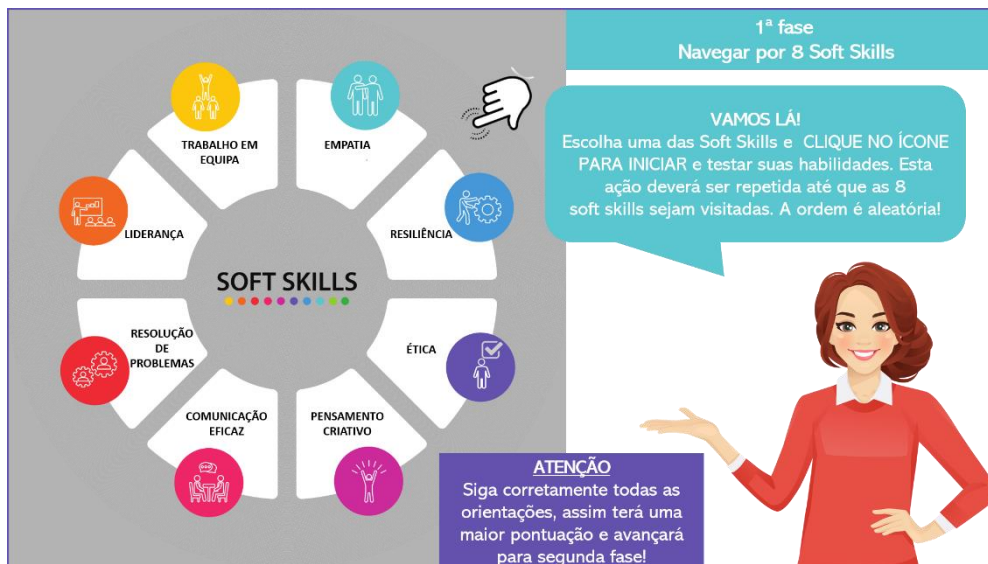 1ª fase
Navegar por 8 Soft Skills
VAMOS LÁ!
Escolha uma das Soft Skills e CLIQUE NO ÍCONE
PARA INICIAR e testar suas habilidades. Esta
ação deverá ser repetida até que as 8
soft skills sejam visitadas. A ordem é aleatória!
TRABALHO EM
EQUIPA
EMPATIA
LIDERANÇA
RESILIÊNCIA
SOFT SKILLS
RESOLUÇÃO
DE
PROBLEMAS
ÉTICA
COMUNICAÇÃO
EFICAZ
PENSAMENTO
CRIATIVO
ATENÇÃO
Siga corretamente todas as
orientações, assim terá uma
maior pontuação e avançará
para segunda fase!